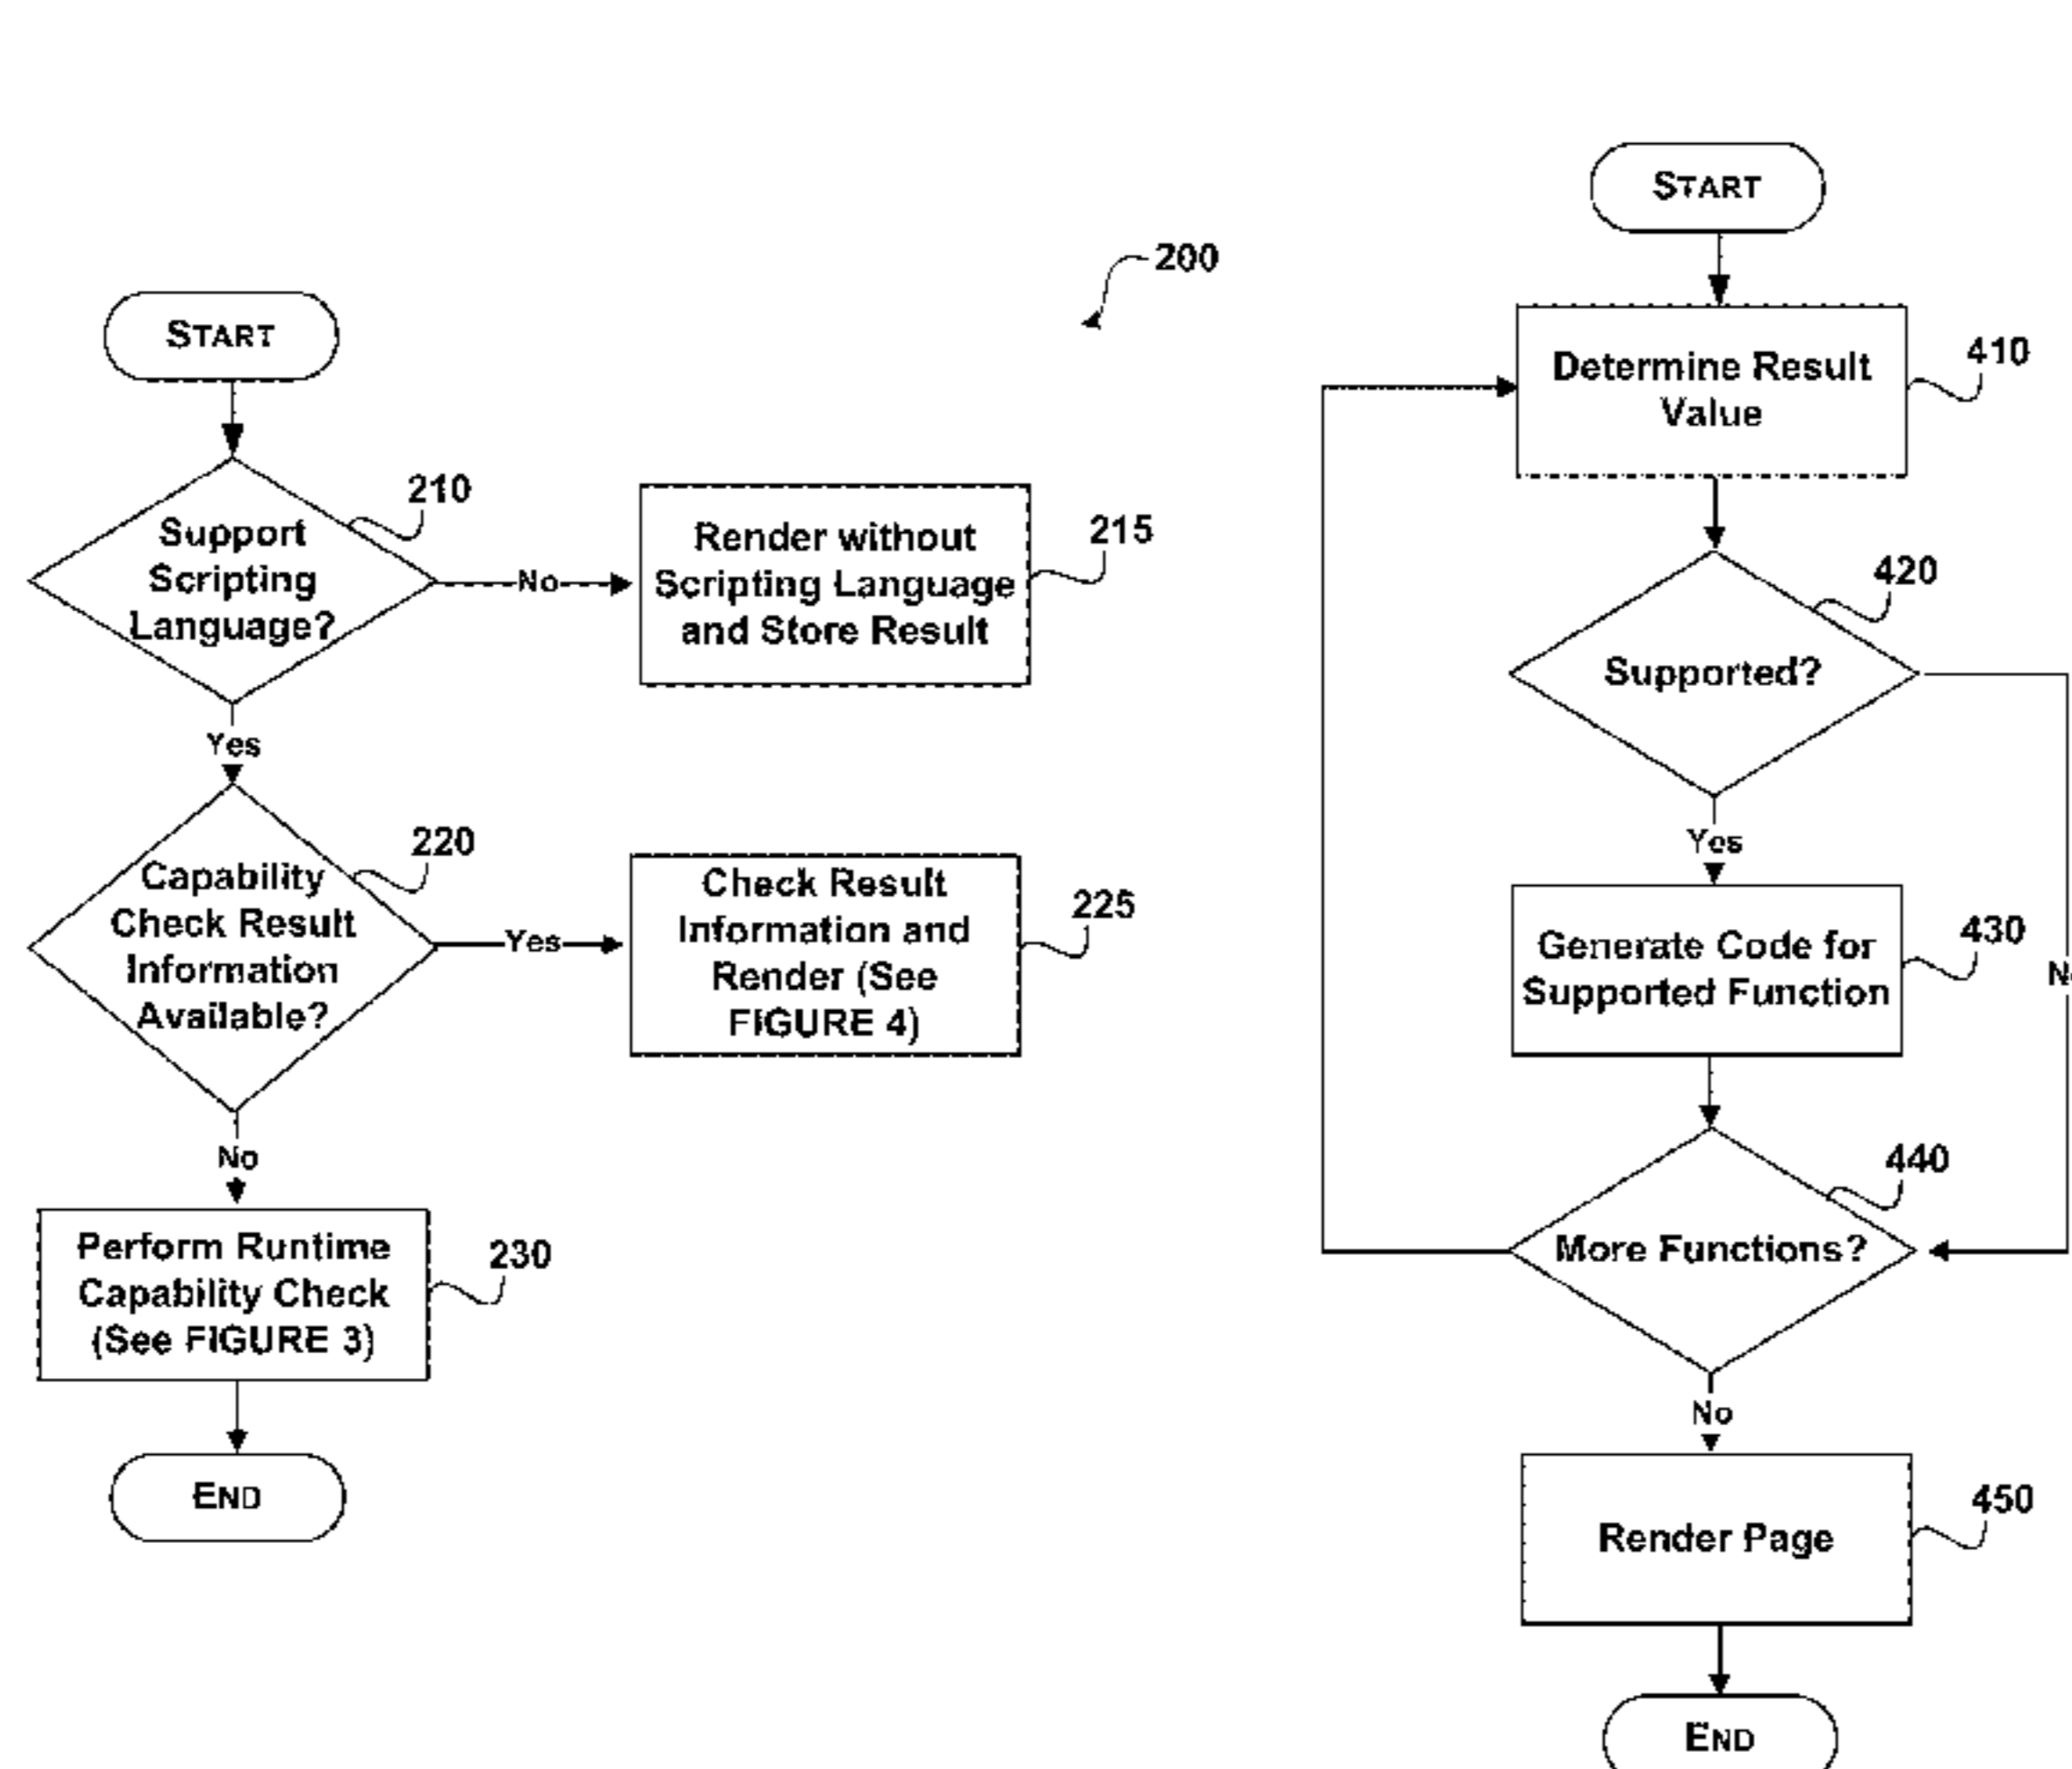 START
210
Support
Scripting
Language?
No
Render without
Scripting Language
and Store Result
215
200
Yes
220
Capability
Check Result
Information
Available?
Yes
Check Result
Information and
Render (See
FIGURE 4)
225
No
Perform Runtime
Capability Check
(See FIGURE 3)
230
END
START
Determine Result
Value
410
420
Supported?
Yes
Generate Code for
Supported Function
430
440
More Functions?
No
Render Page
450
END